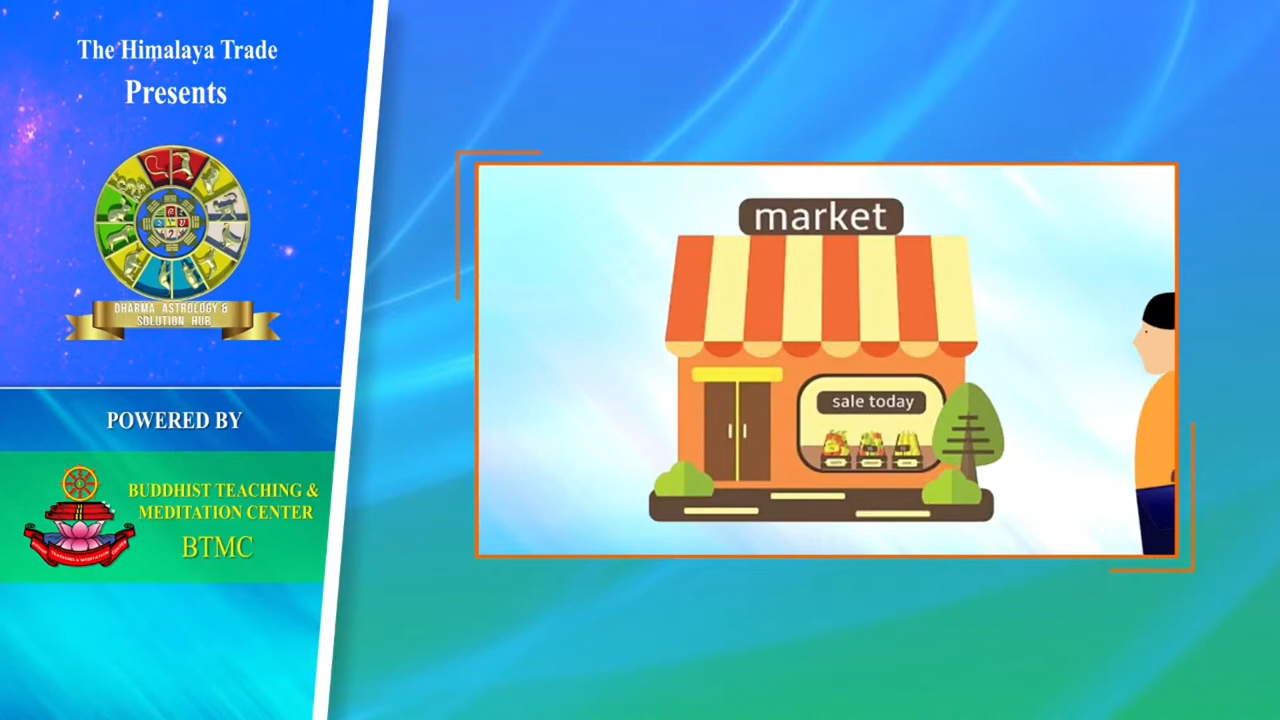 The Himalaya Trade
Presents
DHARMA ASTROLOGY &
SOLUTION HUB
POWERED BY
BUDDHIST TEACHING &
MEDITATION CENTER
BTMC
market
sale today